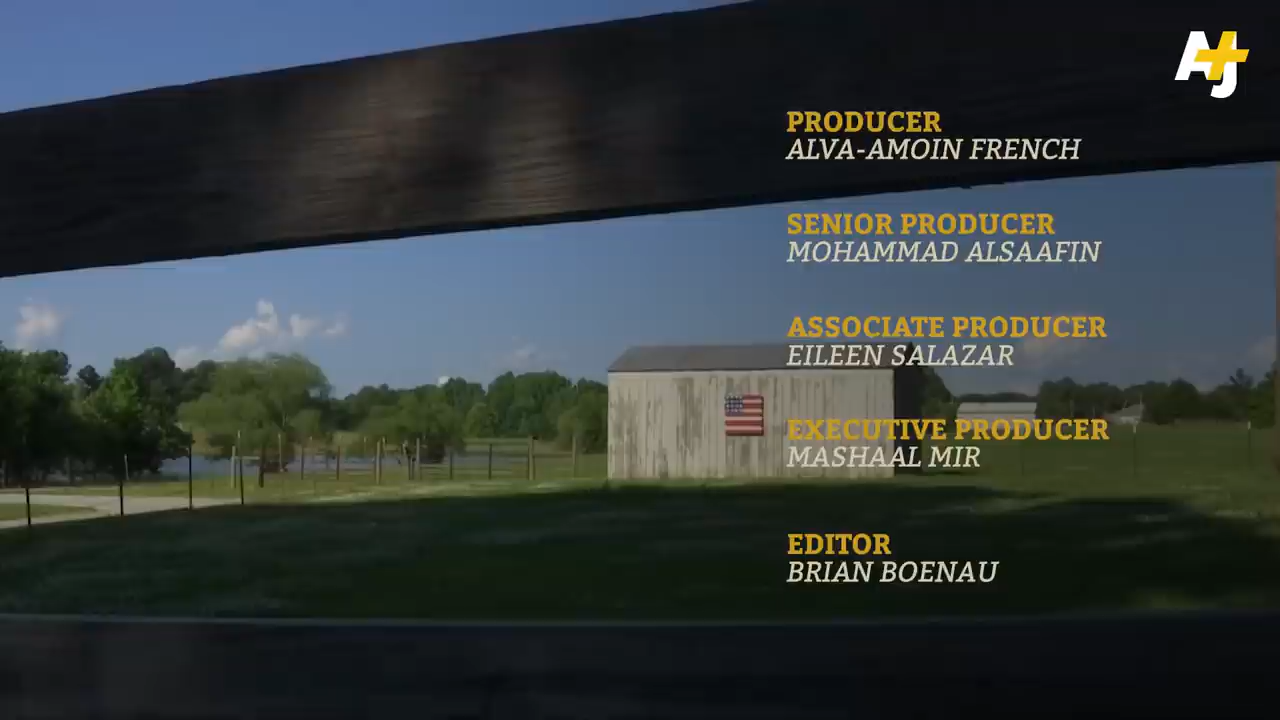 AJ+
PRODUCER
ALVA-AMOIN FRENCH
SENIOR PRODUCER
MOHAMMAD ALSAAFIN
ASSOCIATE PRODUCER
EILEEN SALAZAR
EXECUTIVE PRODUCER
MASHAAL MIR
EDITOR
BRIAN BOENAU